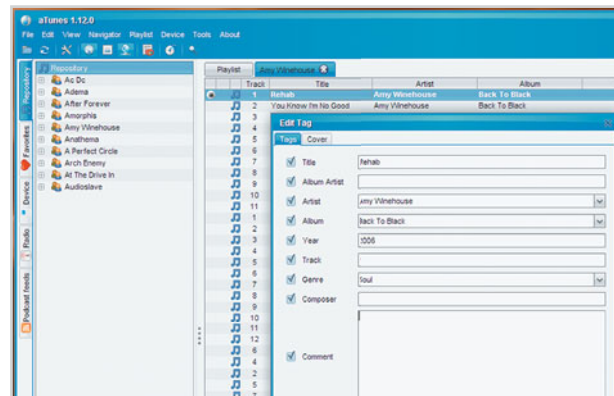 aTunes 1.12.0
File Edit View Navigator Playlist Device Tools About
Repository
Favorites
Device
Radio
Podcast feeds
Repository
Ac Dc
Adema
After Forever
Amorphis
Amy Winehouse
Anathema
A Perfect Circle
Arch Enemy
At The Drive In
Audioslave
Playlist Amy Winehouse
Track Title Artist Album
1 Rehab Amy Winehouse Back To Black
2 You Know I'm No Good Amy Winehouse Back To Black
3
4
5
6
7
8
9
10
11
1
2
3
4
5
6
7
8
9
10
11
12
6
4
2
5
7
Edit Tag
Tags Cover
Title Rehab
Album Artist
Artist Amy Winehouse
Album Back To Black
Year 2006
Track
Genre Soul
Composer
Comment